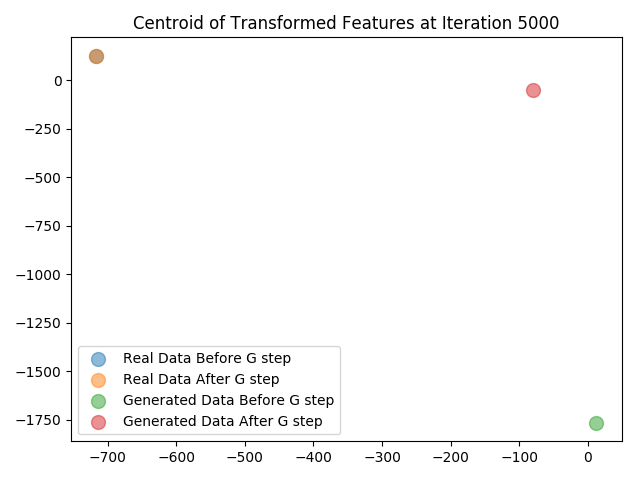 Centroid of Transformed Features at Iteration 5000
0
−250
−500
−750
−1000
−1250
−1500
−1750
Real Data Before G step
Real Data After G step
Generated Data Before G step
Generated Data After G step
−700 −600 −500 −400 −300 −200 −100 0